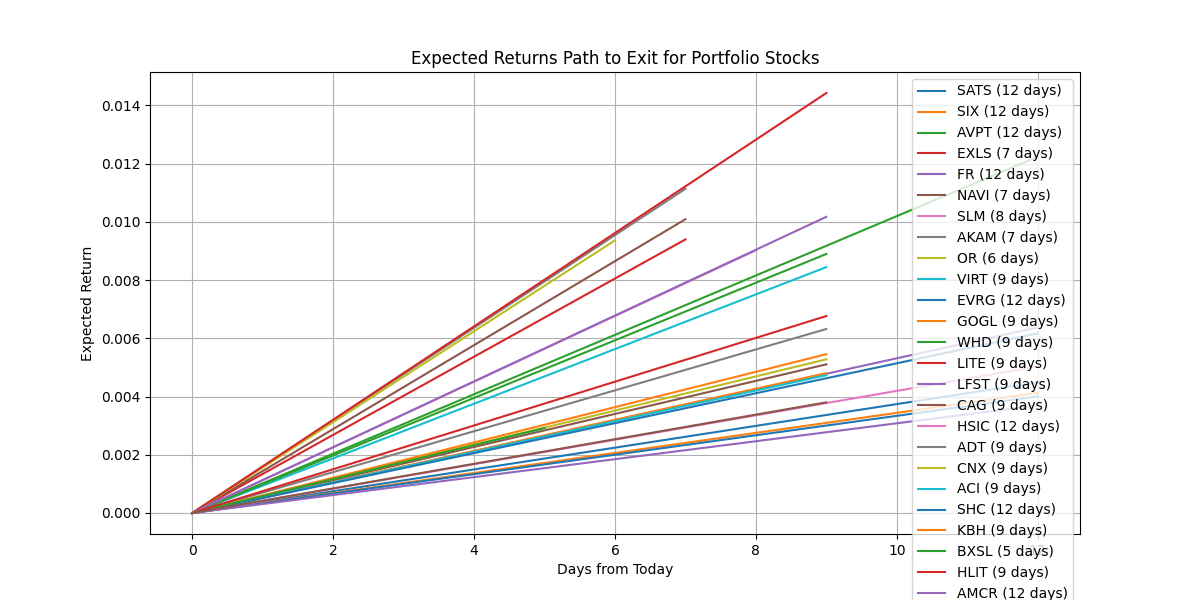 Expected Returns Path to Exit for Portfolio Stocks
Expected Return
0.014
0.012
0.010
0.008
0.006
0.004
0.002
0.000
0
2
4
6
8
10
Days from Today
SATS (12 days)
SIX (12 days)
AVPT (12 days)
EXLS (7 days)
FR (12 days)
NAVI (7 days)
SLM (8 days)
AKAM (7 days)
OR (6 days)
VIRT (9 days)
EVRG (12 days)
GOGL (9 days)
WHD (9 days)
LITE (9 days)
LFST (9 days)
CAG (9 days)
HSIC (12 days)
ADT (9 days)
CNX (9 days)
ACI (9 days)
SHC (12 days)
KBH (9 days)
BXSL (5 days)
HLIT (9 days)
AMCR (12 days)